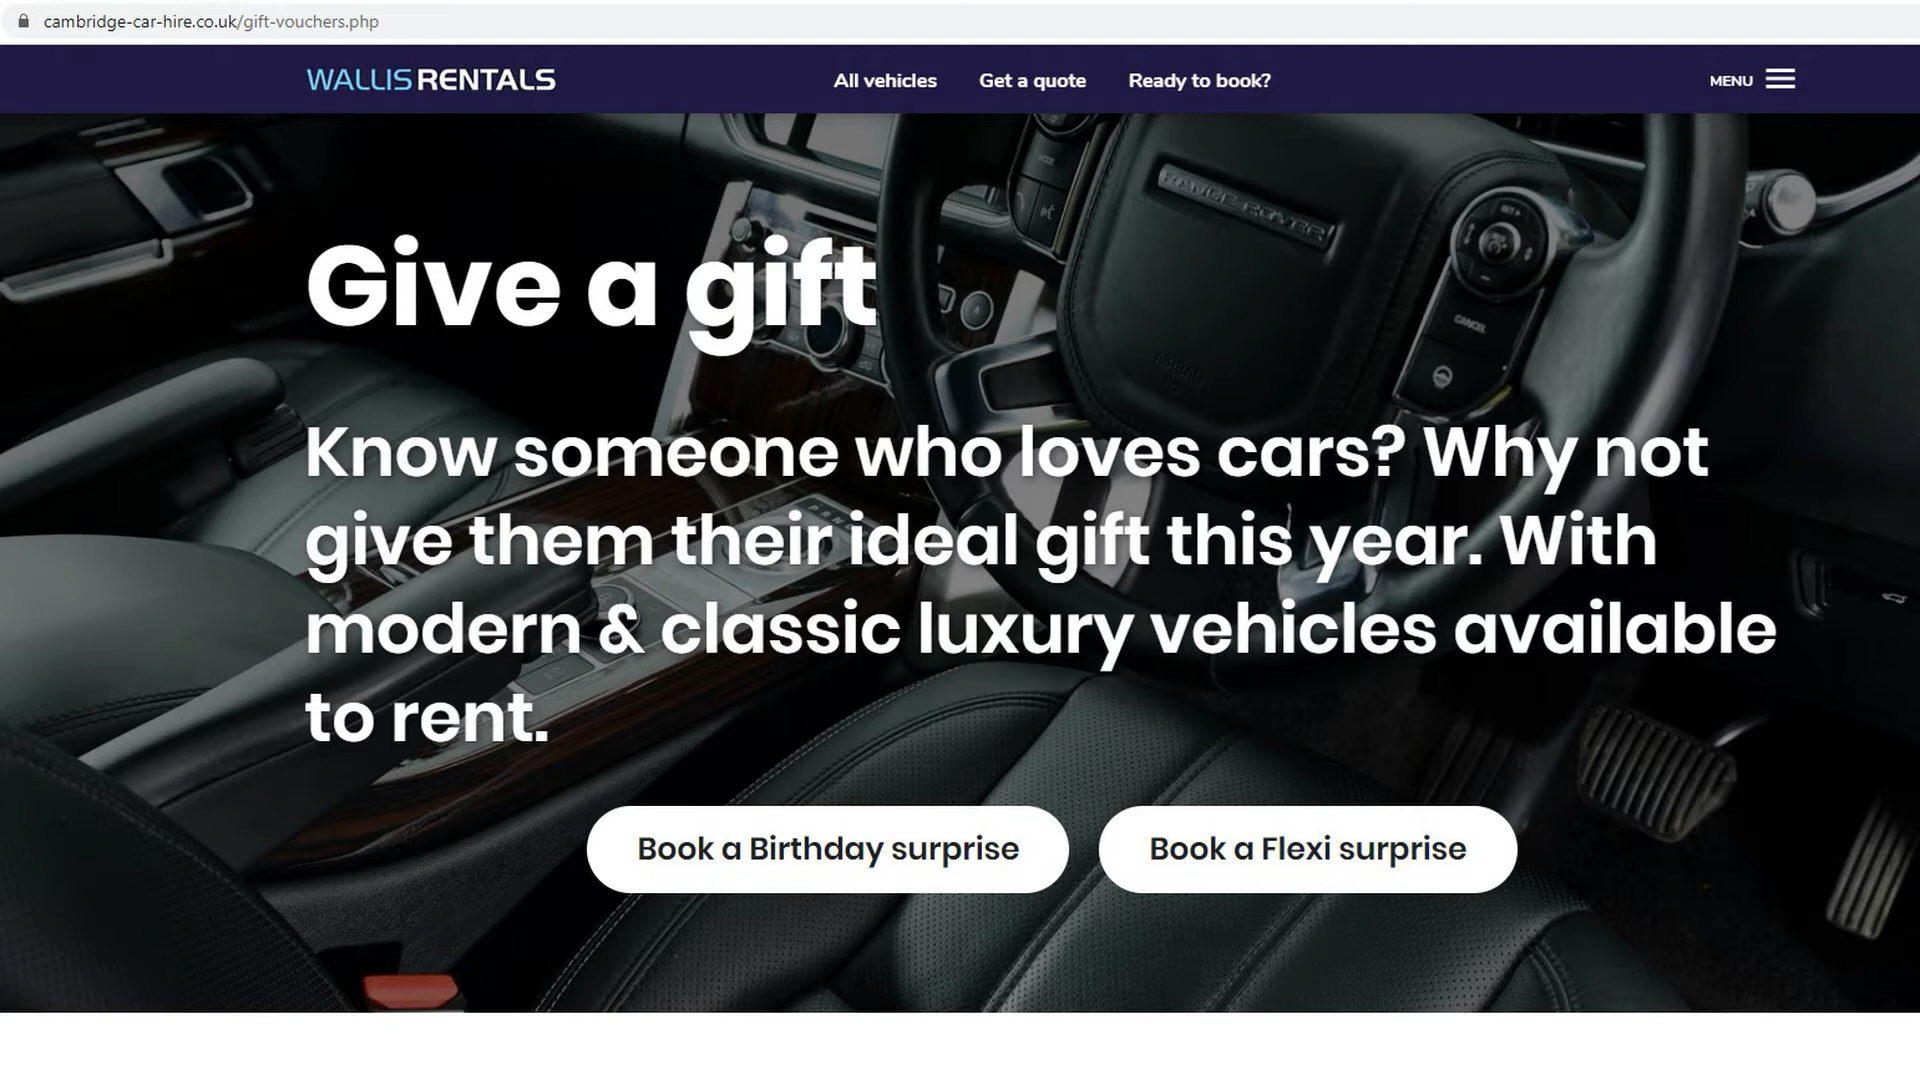 cambridge-car-hire.co.uk/gift-vouchers.php
WALLIS RENTALS
All vehicles
Get a quote
Ready to book?
MENU
RANGE ROVER
CANCEL
Give a gift
Know someone who loves cars? Why not
give them their ideal gift this year. With
modern & classic luxury vehicles available
to rent.
Book a Birthday surprise
Book a Flexi surprise